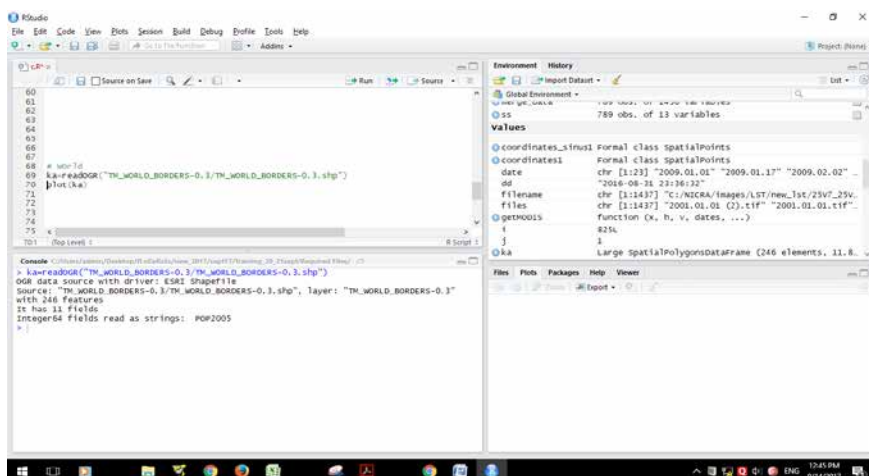 RStudio
File Edit Code View Plots Session Build Debug Profile Tools Help
Go to file/function
Addins
Project: (None)
Source on Save
Run
Source
60
61
62
63
64
65
66
67
68 # world
69 ka=readOGR("TM_WORLD_BORDERS-0.3/TM_WORLD_BORDERS-0.3.shp")
70 plot(ka)
71
72
73
74
75
70:1 (Top Level)
R Script
Console
> ka=readOGR("TM_WORLD_BORDERS-0.3/TM_WORLD_BORDERS-0.3.shp")
OGR data source with driver: ESRI Shapefile
Source: "TM_WORLD_BORDERS-0.3/TM_WORLD_BORDERS-0.3.shp", layer: "TM_WORLD_BORDERS-0.3"
with 246 features
It has 11 fields
Integer64 fields read as strings: POP2005
>
Environment History
Import Dataset
List
Global Environment
ss 789 obs. of 13 variables
values
coordinates_sinus1 Formal class SpatialPoints
coordinates1 Formal class SpatialPoints
date chr [1:23] "2009.01.01" "2009.01.17" "2009.02.02" …
dd "2016-08-31 23:36:32"
filename chr [1:1437] "C:/NICRA/images/LST/new_lst/25V7_25V…
files chr [1:1437] "2001.01.01 (2).tif" "2001.01.01.tif"…
getMODIS function (x, h, v, dates, ...)
i 825L
j 1
ka Large SpatialPolygonsDataFrame (246 elements, 11.8…
Files Plots Packages Help Viewer
Zoom Export
ENG
12:45 PM